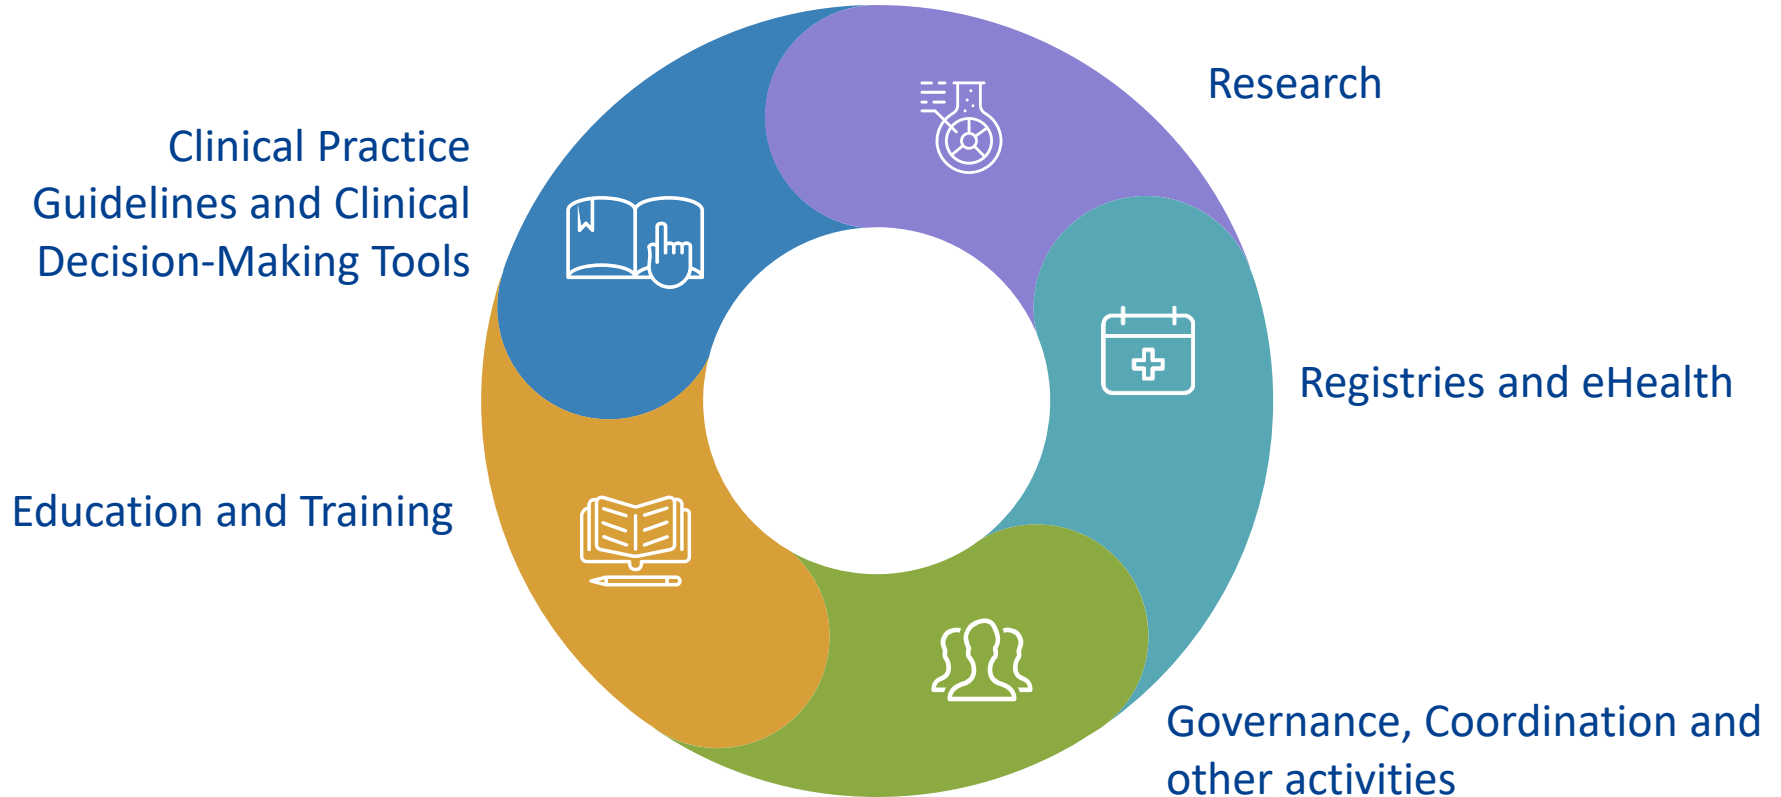 Research
Clinical Practice
Guidelines and Clinical
Decision-Making Tools
Registries and eHealth
Education and Training
Governance, Coordination and
other activities